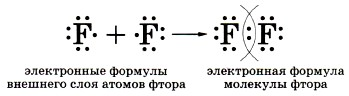 F + F → F F
электронные формулы
внешнего слоя атомов фтора
электронная формула
молекулы фтора